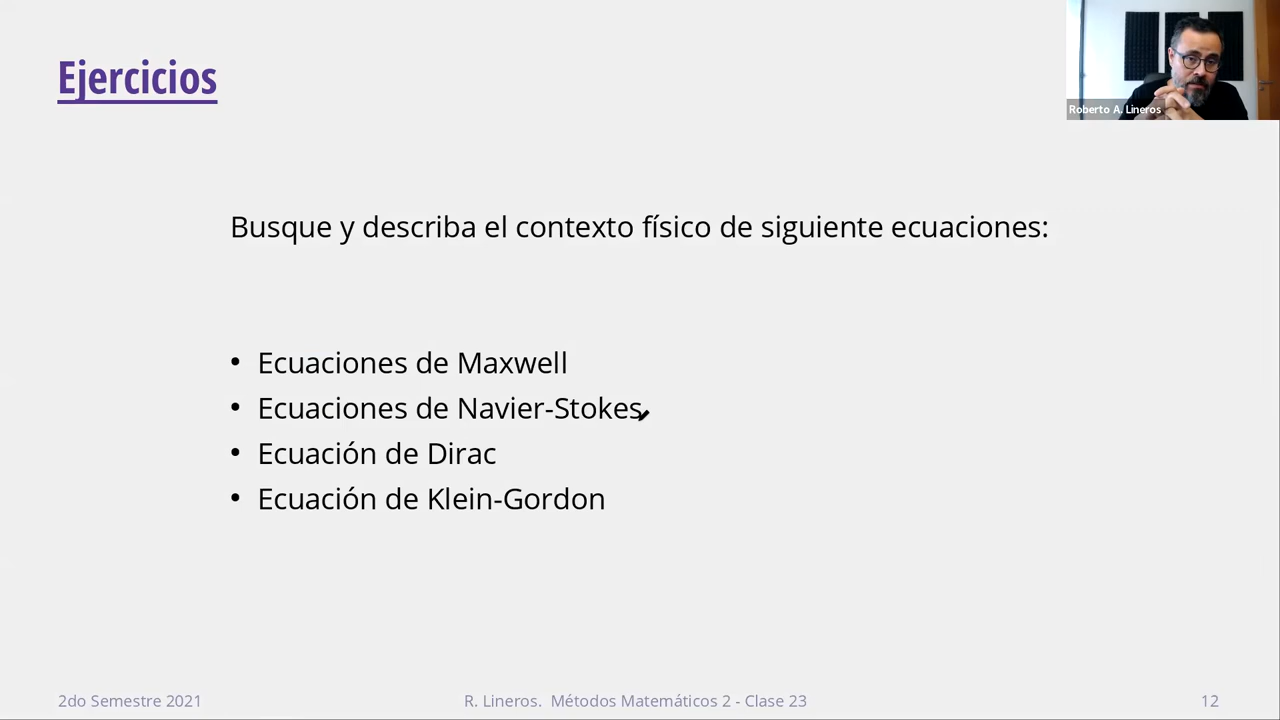 Ejercicios
Roberto A. Lineros
Busque y describa el contexto físico de siguiente ecuaciones:
• Ecuaciones de Maxwell
• Ecuaciones de Navier-Stokes
• Ecuación de Dirac
• Ecuación de Klein-Gordon
2do Semestre 2021
R. Lineros. Métodos Matemáticos 2 - Clase 23
12